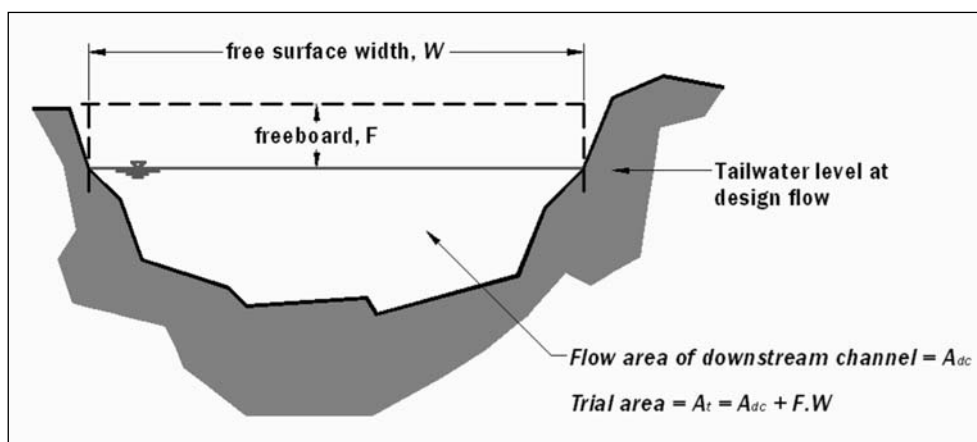 free surface width, W
freeboard, F
Tailwater level at
design flow
Flow area of downstream channel = Adc
Trial area = At = Adc + F.W